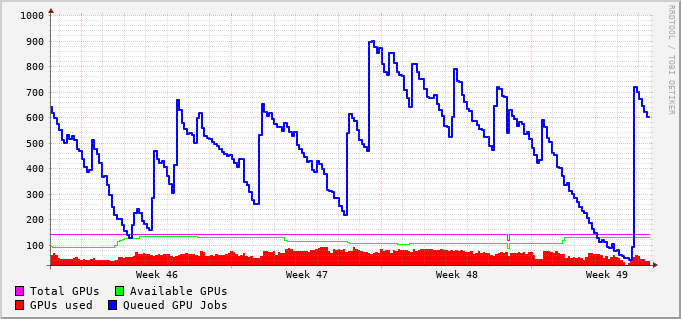 1000
900
800
700
600
500
400
300
200
100
Week 46 Week 47 Week 48 Week 49
Total GPUs Available GPUs
GPUs used Queued GPU Jobs
RRDTOOL / TOBI OETIKER